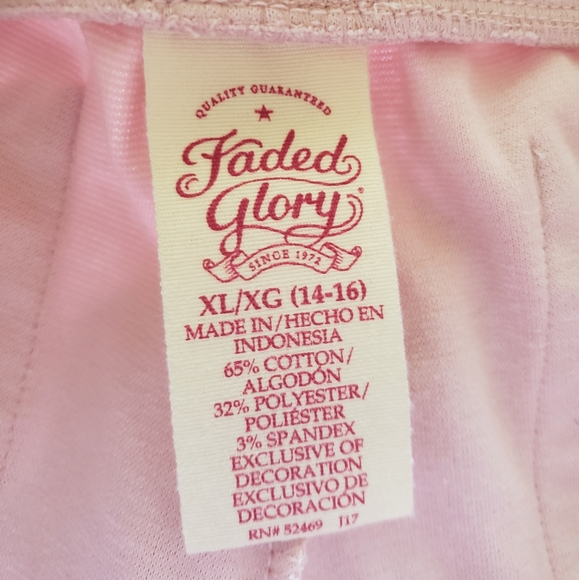 QUALITY GUARANTEED
Faded
Glory®
SINCE 1972
XL/XG (14-16)
MADE IN/HECHO EN
INDONESIA
65% COTTON/
ALGODÓN
32% POLYESTER/
POLIÉSTER
3% SPANDEX
EXCLUSIVE OF
DECORATION
EXCLUSIVO DE
DECORACIÓN
RN# 52469 J17